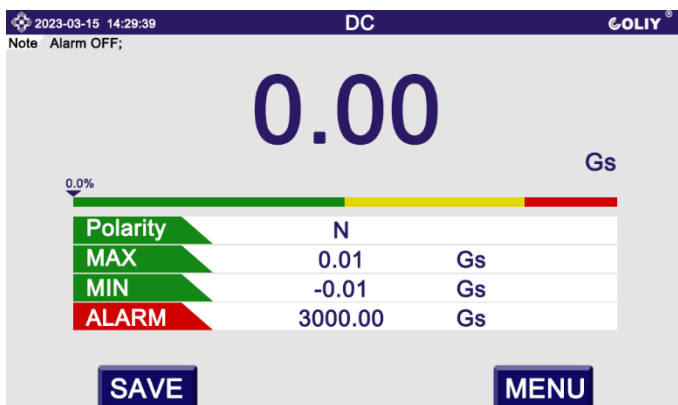 2023-03-15 14:29:39 DC COLIY®
Note Alarm OFF;
0.00
Gs
0.0%
Polarity N
MAX 0.01 Gs
MIN -0.01 Gs
ALARM 3000.00 Gs
SAVE MENU